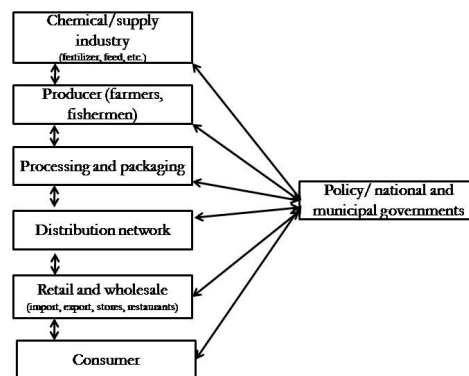 Chemical/supply
industry
(fertilizer, feed, etc.)
Producer (farmers,
fishermen)
Processing and packaging
Distribution network
Retail and wholesale
(import, export, stores, restaurants)
Consumer
Policy/ national and
municipal governments